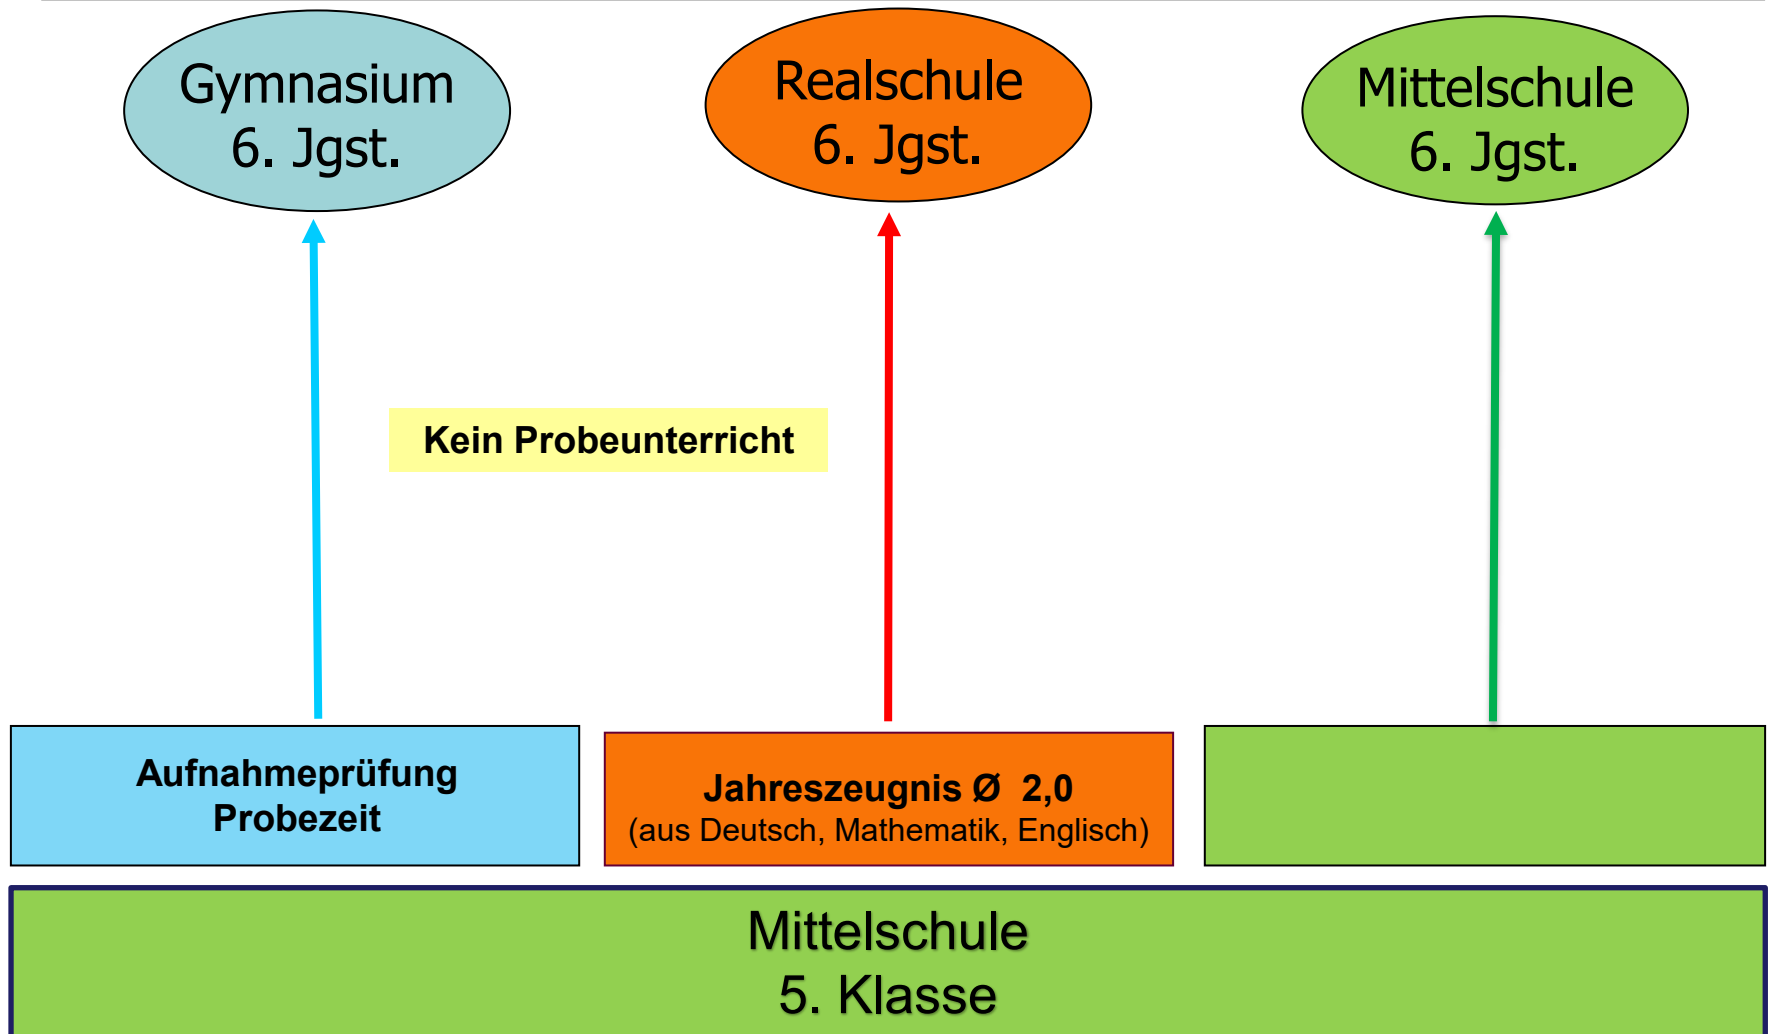 Gymnasium
6. Jgst.
Realschule
6. Jgst.
Mittelschule
6. Jgst.
Kein Probeunterricht
Aufnahmeprüfung
Probezeit
Jahreszeugnis Ø  2,0
(aus Deutsch, Mathematik, Englisch)
Mittelschule
5. Klasse